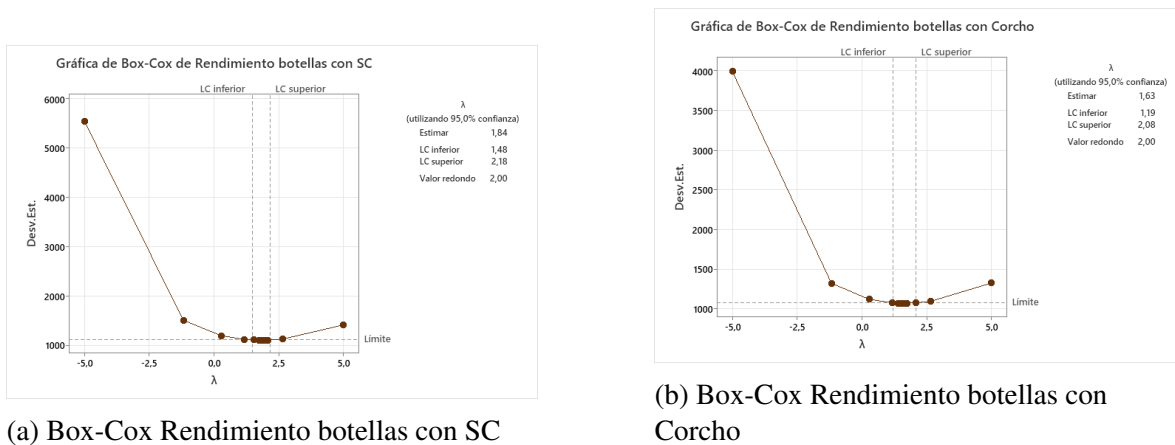 Gráfica de Box-Cox de Rendimiento botellas con SC
LC inferior LC superior
6000
5000
4000
3000
2000
1000
Desv.Est.
-5,0 -2,5 0,0 2,5 5,0
λ
Límite
λ
(utilizando 95,0% confianza)
Estimar 1,84
LC inferior 1,48
LC superior 2,18
Valor redondo 2,00
(a) Box-Cox Rendimiento botellas con SC
Gráfica de Box-Cox de Rendimiento botellas con Corcho
LC inferior LC superior
4000
3500
3000
2500
2000
1500
1000
Desv.Est.
-5,0 -2,5 0,0 2,5 5,0
λ
Límite
λ
(utilizando 95,0% confianza)
Estimar 1,63
LC inferior 1,19
LC superior 2,08
Valor redondo 2,00
(b) Box-Cox Rendimiento botellas con
Corcho